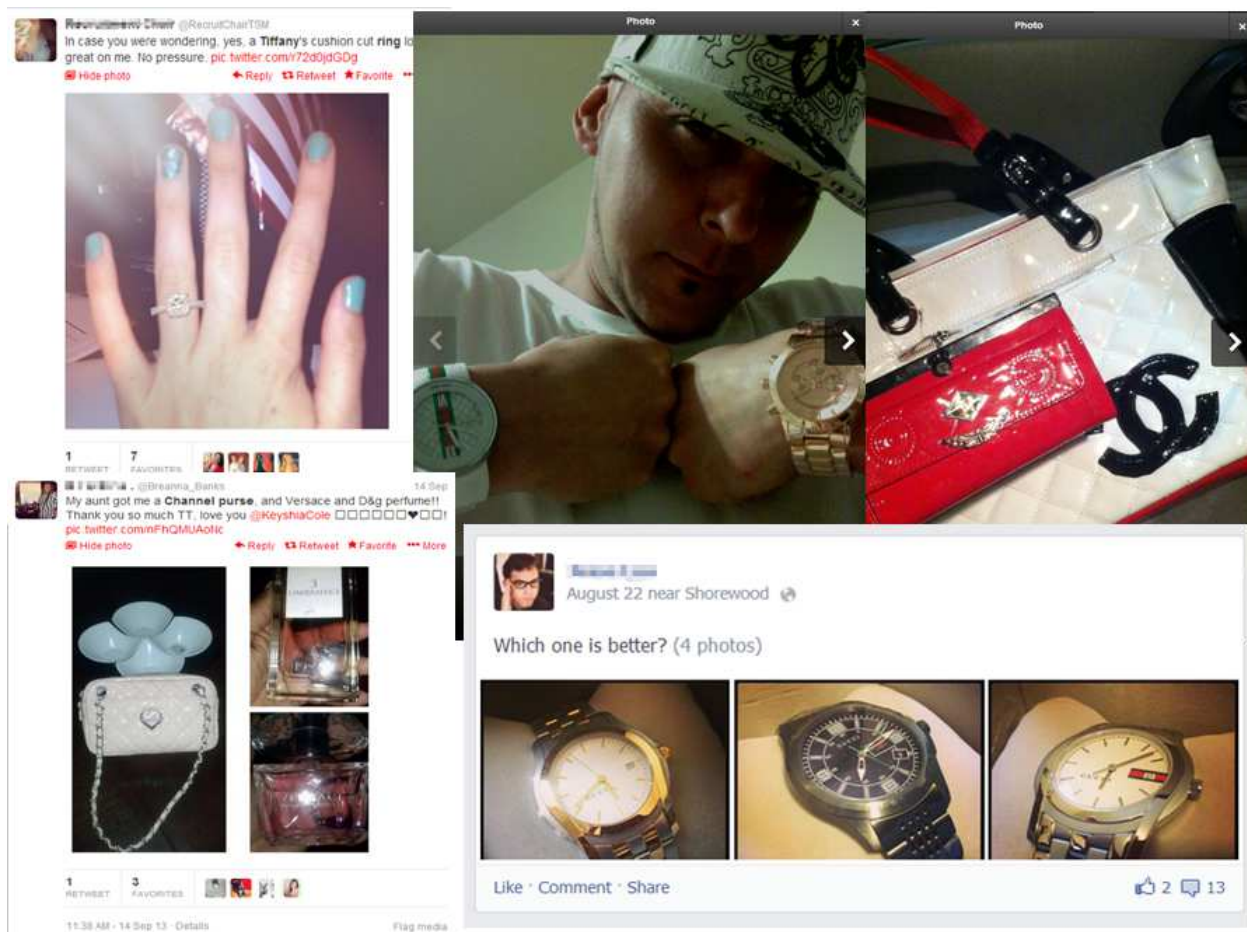 @RecruitChairTSM
In case you were wondering, yes, a Tiffany's cushion cut ring lo
great on me. No pressure. pic.twitter.com/r72d0jdGDg
Hide photo Reply Retweet Favorite
1 7
RETWEET FAVORITES
Photo ×
Photo ×
@Breanna_Banks 14 Sep
My aunt got me a Channel purse, and Versace and D&g perfume!!
Thank you so much TT, love you @KeyshiaCole □□□□□□♥□□!
pic.twitter.com/nFhQMUAoNc
Hide photo Reply Retweet Favorite More
1 3
RETWEET FAVORITES
11:38 AM - 14 Sep 13 · Details Flag media
August 22 near Shorewood
Which one is better? (4 photos)
Like · Comment · Share 2 13